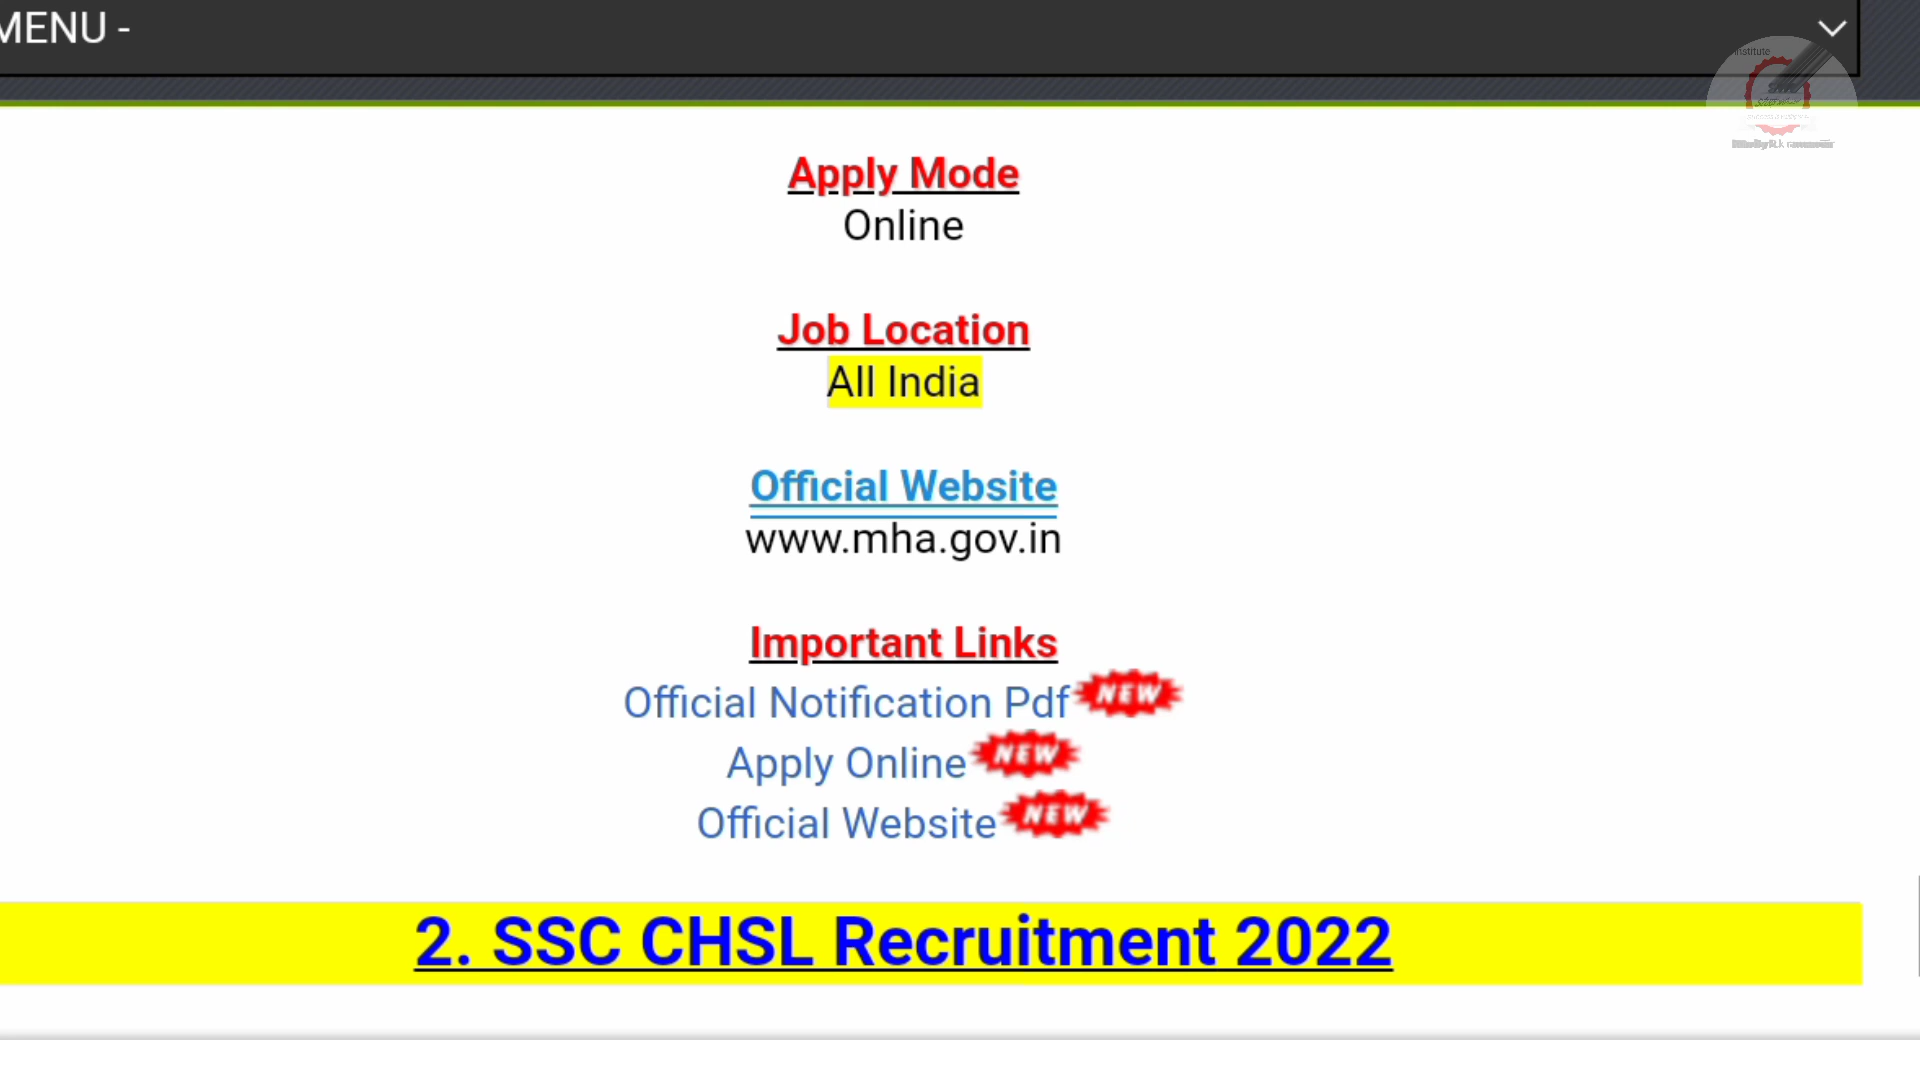 MENU -
institute
Apply Mode
Online
Job Location
All India
Official Website
www.mha.gov.in
Important Links
Official Notification Pdf NEW
Apply Online NEW
Official Website NEW
2. SSC CHSL Recruitment 2022